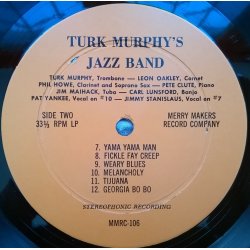 TURK MURPHY'S
JAZZ BAND
TURK MURPHY, Trombone — LEON OAKLEY, Cornet
PHIL HOWE, Clarinet and Soprano Sax — PETE CLUTE, Piano
JIM MAIHACK, Tuba — CARL LUNSFORD, Banjo
PAT YANKEE, Vocal on #10 — JIMMY STANISLAUS, Vocal on #7
SIDE TWO
33⅓ RPM LP
MERRY MAKERS
RECORD COMPANY
7. YAMA YAMA MAN
8. FICKLE FAY CREEP
9. WEARY BLUES
10. MELANCHOLY
11. TIJUANA
12. GEORGIA BO BO
STEREOPHONIC RECORDING
MMRC-106